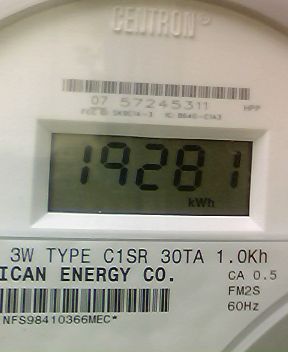 CENTRON®
07 57245311 HPP
19281
kWh
3W TYPE C1SR 30TA 1.0Kh
ICAN ENERGY CO.
CA 0.5
FM2S
60Hz
NFS98410366MEC*